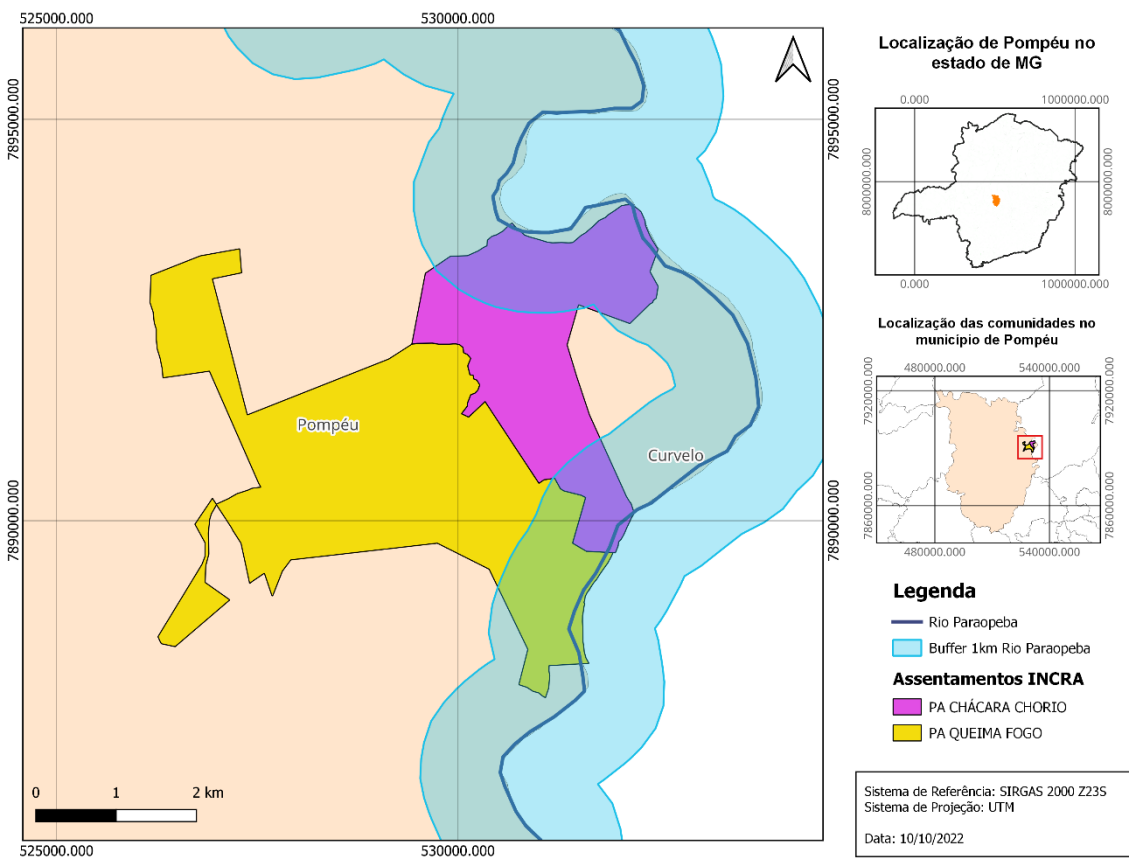 525000.000
530000.000
7895000.000
7895000.000
Pompéu
Curvelo
7890000.000
7890000.000
0 1 2 km
525000.000
530000.000
Localização de Pompéu no
estado de MG
0.000
1000000.000
8000000.000
8000000.000
0.000
1000000.000
Localização das comunidades no
município de Pompéu
480000.000
540000.000
7920000.000
7920000.000
7860000.000
7860000.000
480000.000
540000.000
Legenda
Rio Paraopeba
Buffer 1km Rio Paraopeba
Assentamentos INCRA
PA CHÁCARA CHORIO
PA QUEIMA FOGO
Sistema de Referência: SIRGAS 2000 Z23S
Sistema de Projeção: UTM
Data: 10/10/2022